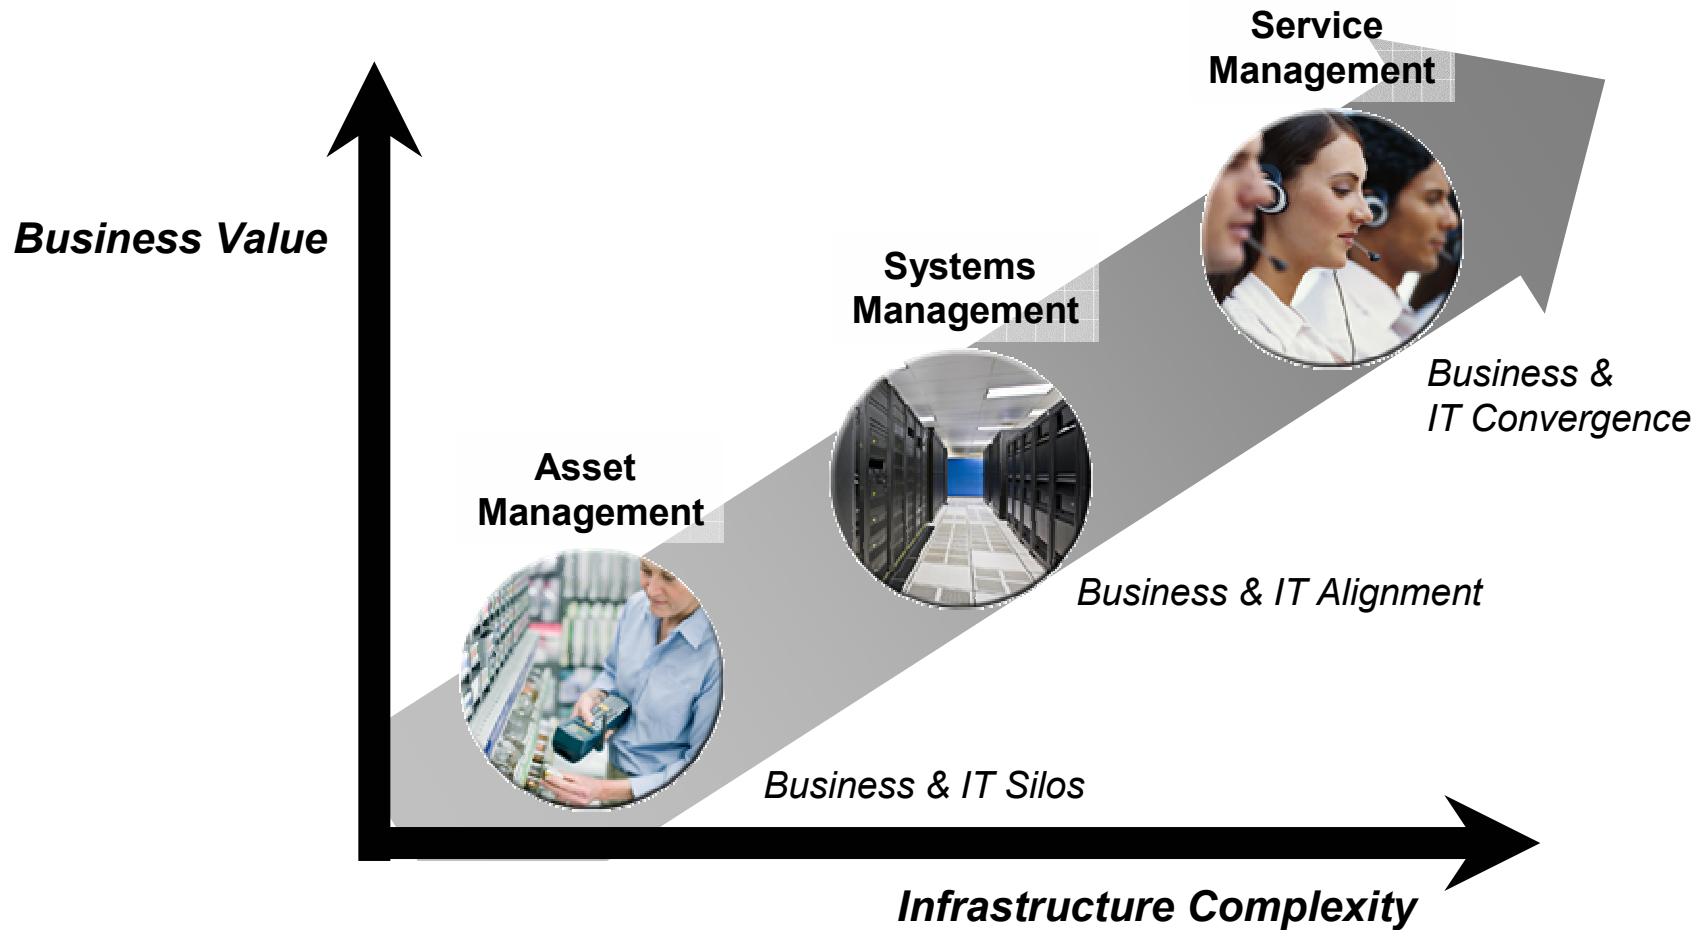 Service
Management
Business Value
Systems
Management
Business &
IT Convergence
Asset
Management
Business & IT Alignment
Business & IT Silos
Infrastructure Complexity